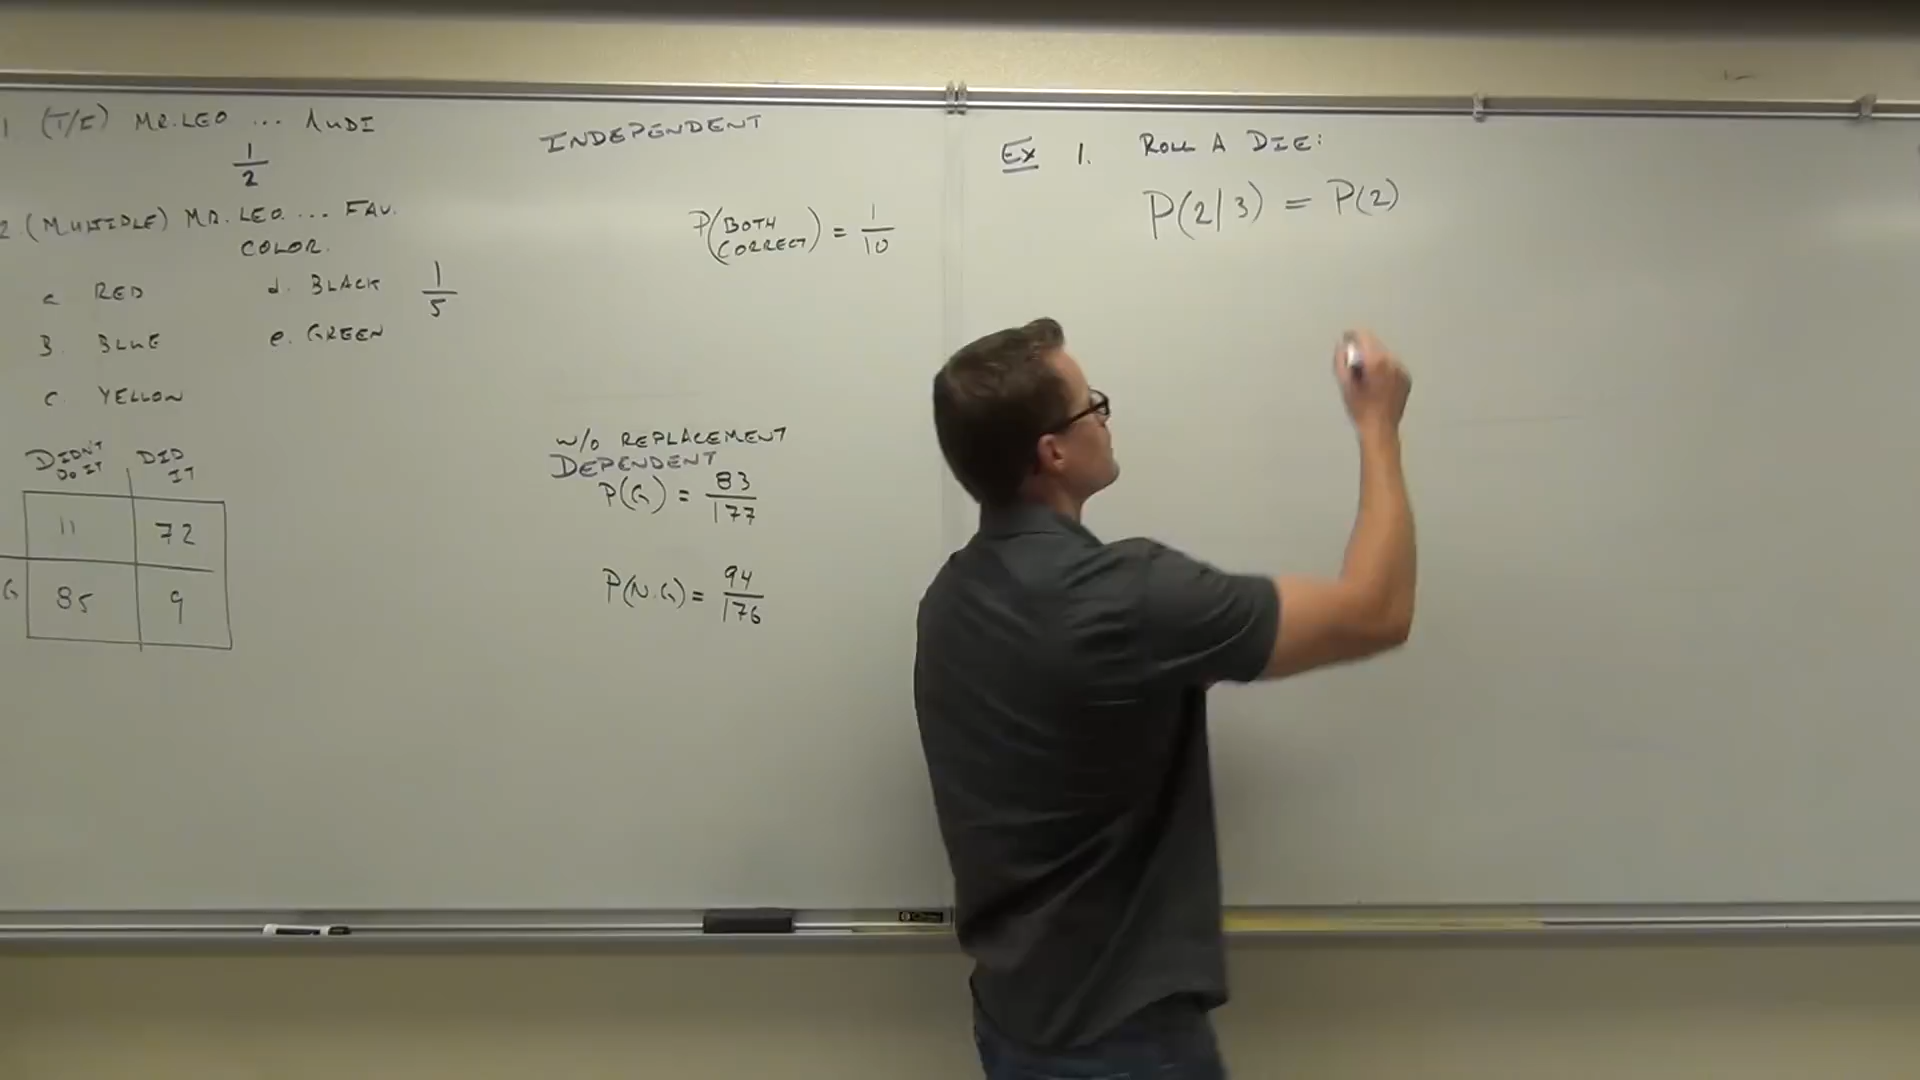 1 (T/F) MR.LEO ... AUDI
1/2
2. (MULTIPLE) MR. LEO. ... FAV.
COLOR.
a RED
d. BLACK
1/5
B. BLUE
e. GREEN
c. YELLOW
DIDN'T
DO IT
DID
IT
11
72
G
85
9
INDEPENDENT
P(BOTH CORRECT) = 1/10
W/O REPLACEMENT
DEPENDENT
P(G) = 83/177
P(N.G) = 94/176
Ex 1. ROLL A DIE:
P(2|3) = P(2)